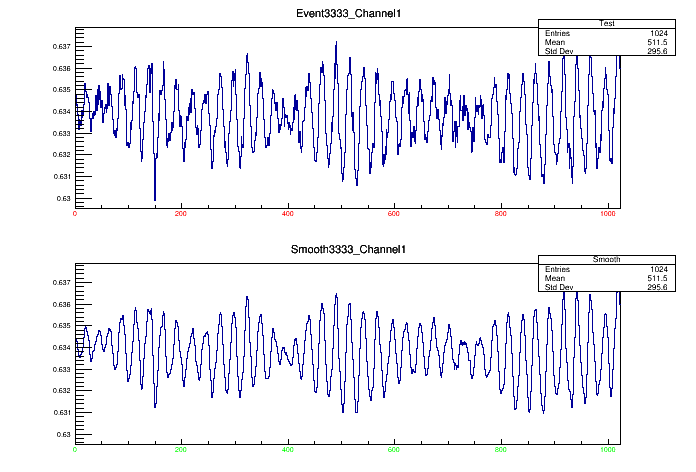 Event3333_Channel1
Test
Entries 1024
Mean 511.5
Std Dev 295.6
0.637
0.636
0.635
0.634
0.633
0.632
0.631
0.63
0 200 400 600 800 1000
Smooth3333_Channel1
Smooth
Entries 1024
Mean 511.5
Std Dev 295.6
0.637
0.636
0.635
0.634
0.633
0.632
0.631
0.63
0 200 400 600 800 1000